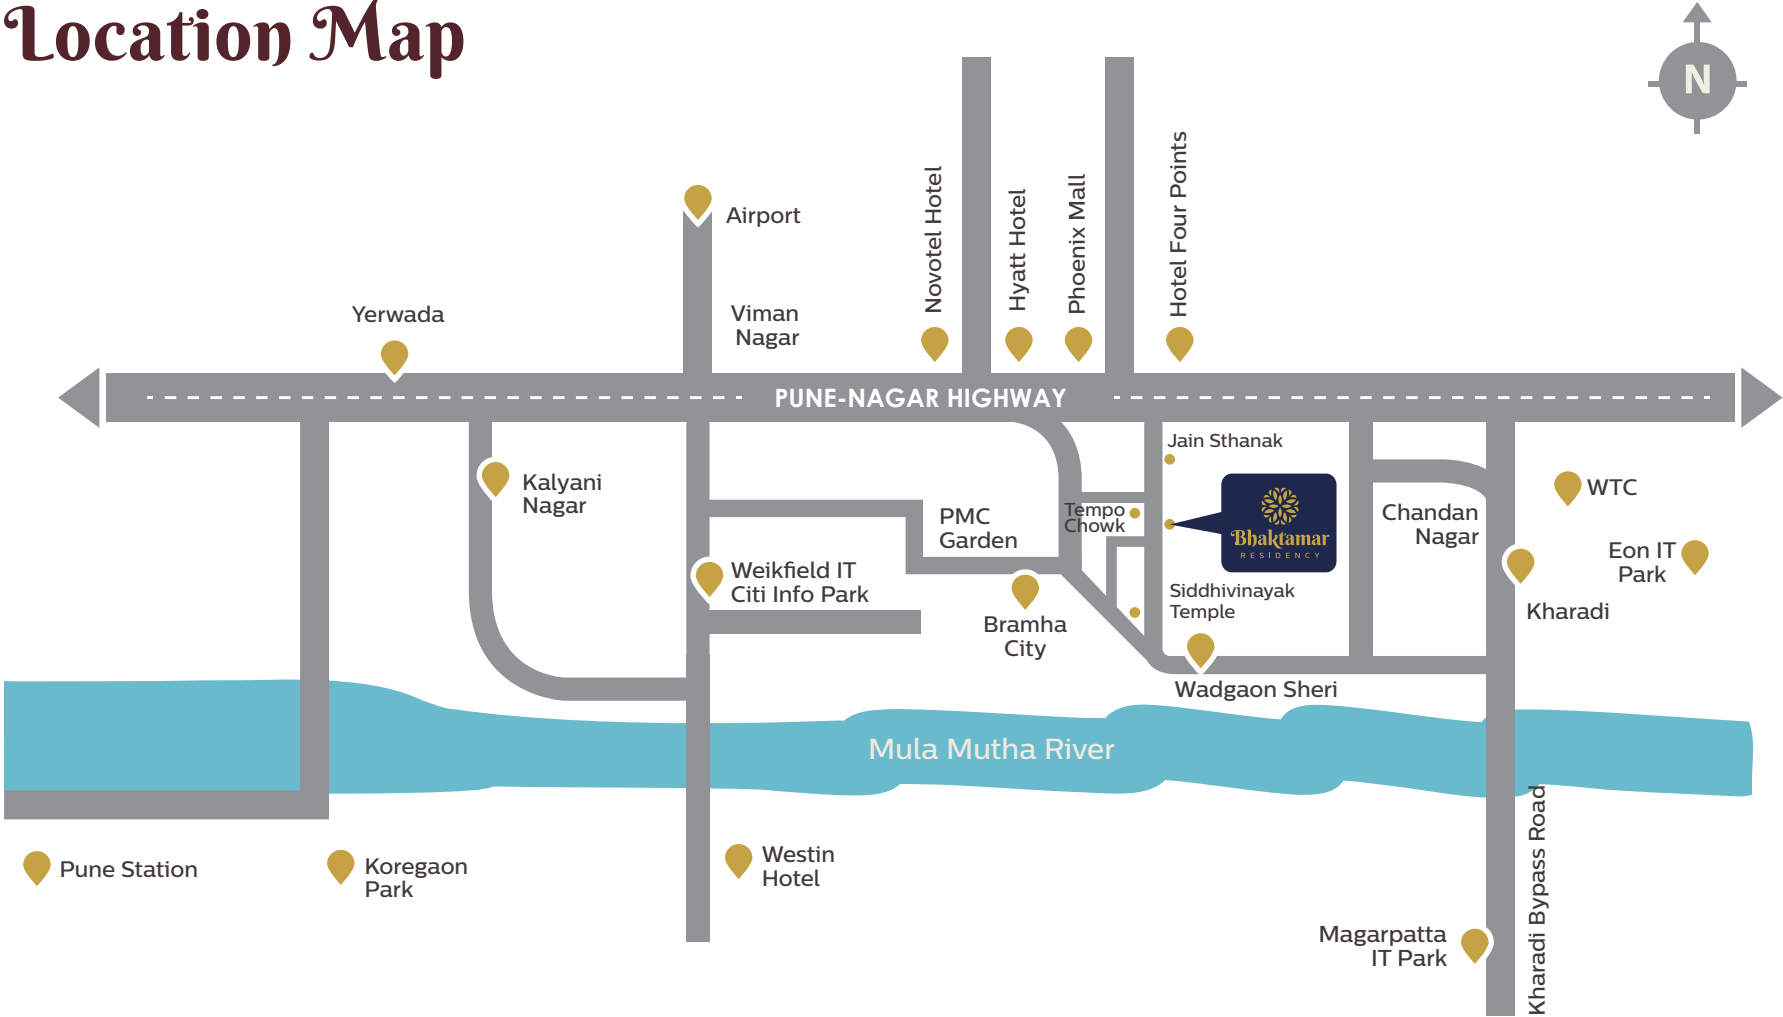 Location Map
N
Novotel Hotel
Hyatt Hotel
Phoenix Mall
Hotel Four Points
Airport
Yerwada
Viman
Nagar
PUNE-NAGAR HIGHWAY
Jain Sthanak
Kalyani
Nagar
PMC
Garden
Tempo
Chowk
Bhaktamar
RESIDENCY
Chandan
Nagar
WTC
Eon IT
Park
Weikfield IT
Citi Info Park
Siddhivinayak
Temple
Bramha
City
Kharadi
Wadgaon Sheri
Mula Mutha River
Pune Station
Koregaon
Park
Westin
Hotel
Magarpatta
IT Park
Kharadi Bypass Road